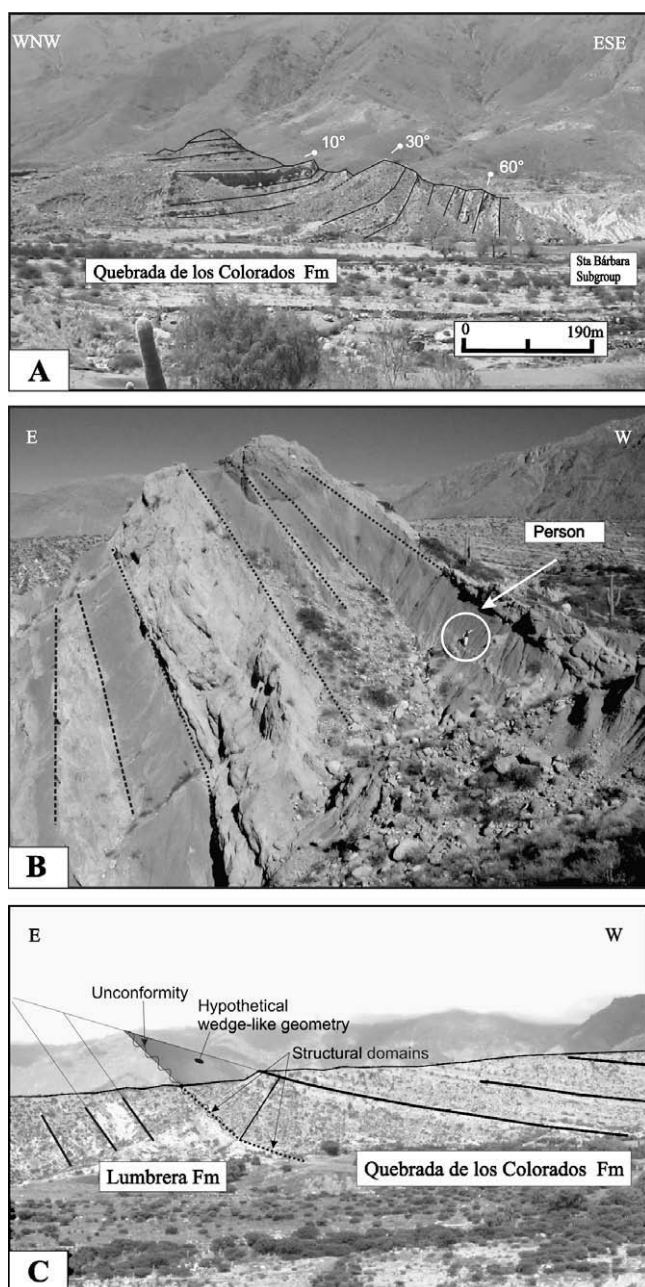 WNW
ESE
10°
30°
60°
Quebrada de los Colorados Fm
Sta Bárbara
Subgroup
0
190m
A
E
W
Person
B
E
W
Unconformity
Hypothetical
wedge-like geometry
Structural domains
Lumbrera Fm
Quebrada de los Colorados Fm
C